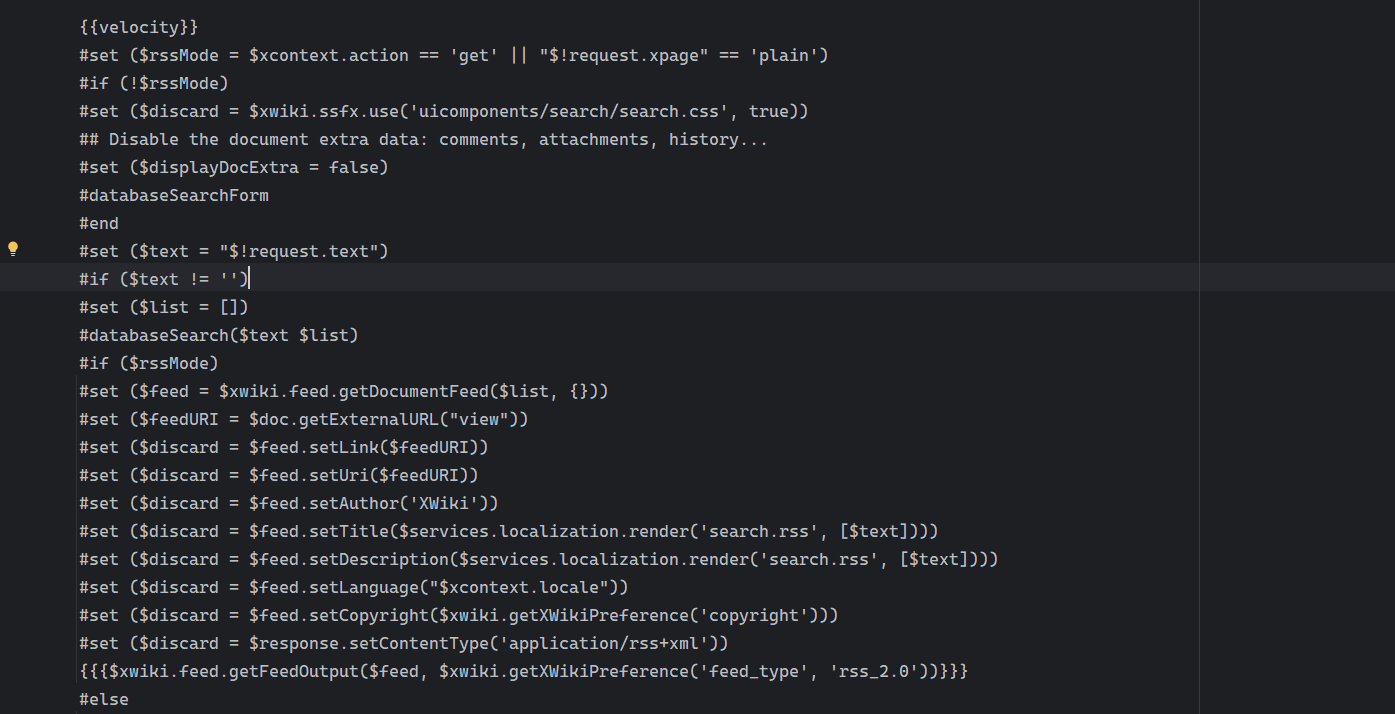 {{velocity}}
#set ($rssMode = $xcontext.action == 'get' || "$!request.xpage" == 'plain')
#if (!$rssMode)
#set ($discard = $xwiki.ssfx.use('uicomponents/search/search.css', true))
## Disable the document extra data: comments, attachments, history...
#set ($displayDocExtra = false)
#databaseSearchForm
#end
#set ($text = "$!request.text")
#if ($text != '')
#set ($list = [])
#databaseSearch($text $list)
#if ($rssMode)
#set ($feed = $xwiki.feed.getDocumentFeed($list, {}))
#set ($feedURI = $doc.getExternalURL("view"))
#set ($discard = $feed.setLink($feedURI))
#set ($discard = $feed.setUri($feedURI))
#set ($discard = $feed.setAuthor('XWiki'))
#set ($discard = $feed.setTitle($services.localization.render('search.rss', [$text])))
#set ($discard = $feed.setDescription($services.localization.render('search.rss', [$text])))
#set ($discard = $feed.setLanguage("$xcontext.locale"))
#set ($discard = $feed.setCopyright($xwiki.getXWikiPreference('copyright')))
#set ($discard = $response.setContentType('application/rss+xml'))
{{{$xwiki.feed.getFeedOutput($feed, $xwiki.getXWikiPreference('feed_type', 'rss_2.0'))}}}
#else